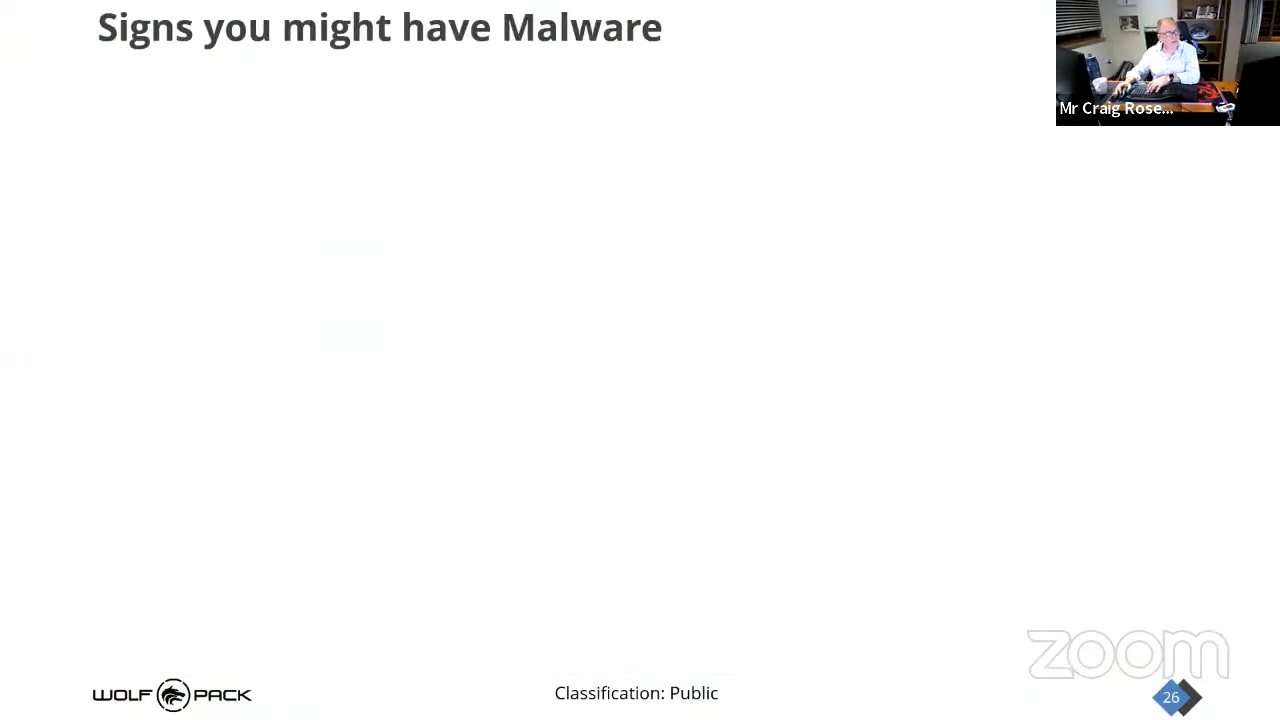 Signs you might have Malware
Mr Craig Rose...
zoom
WOLF PACK
Classification: Public
26